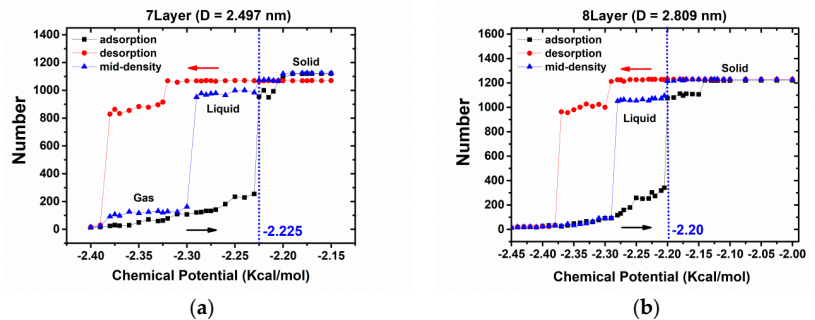 7Layer (D = 2.497 nm)
adsorption
desorption
mid-density
Solid
Liquid
Gas
-2.225
Number
1400
1200
1000
800
600
400
200
0
-2.40 -2.35 -2.30 -2.25 -2.20 -2.15
Chemical Potential (Kcal/mol)
(a)
8Layer (D = 2.809 nm)
adsorption
desorption
mid-density
Solid
Liquid
-2.20
Number
1600
1400
1200
1000
800
600
400
200
0
-2.45 -2.40 -2.35 -2.30 -2.25 -2.20 -2.15 -2.10 -2.05 -2.00
Chemical Potential (Kcal/mol)
(b)